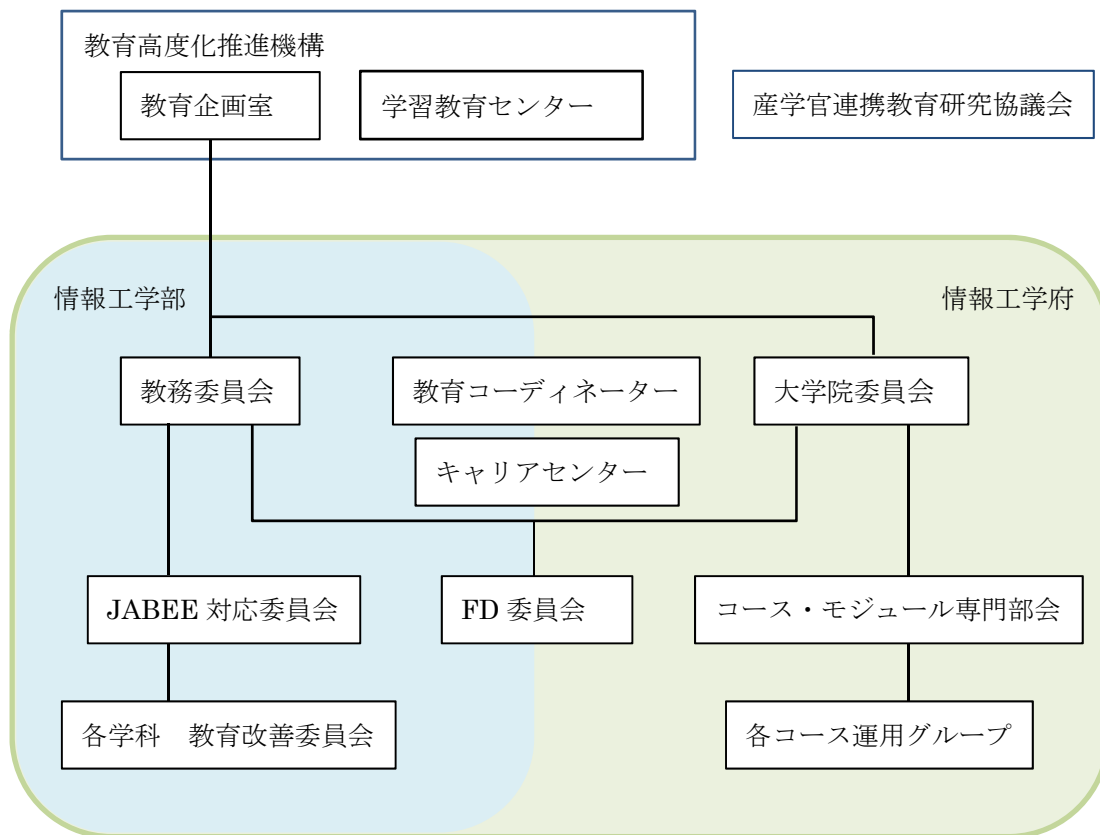 教育高度化推進機構
教育企画室
学習教育センター
産学官連携教育研究協議会
情報工学部
情報工学府
教務委員会
教育コーディネーター
大学院委員会
キャリアセンター
JABEE 対応委員会
FD 委員会
コース・モジュール専門部会
各学科　教育改善委員会
各コース運用グループ